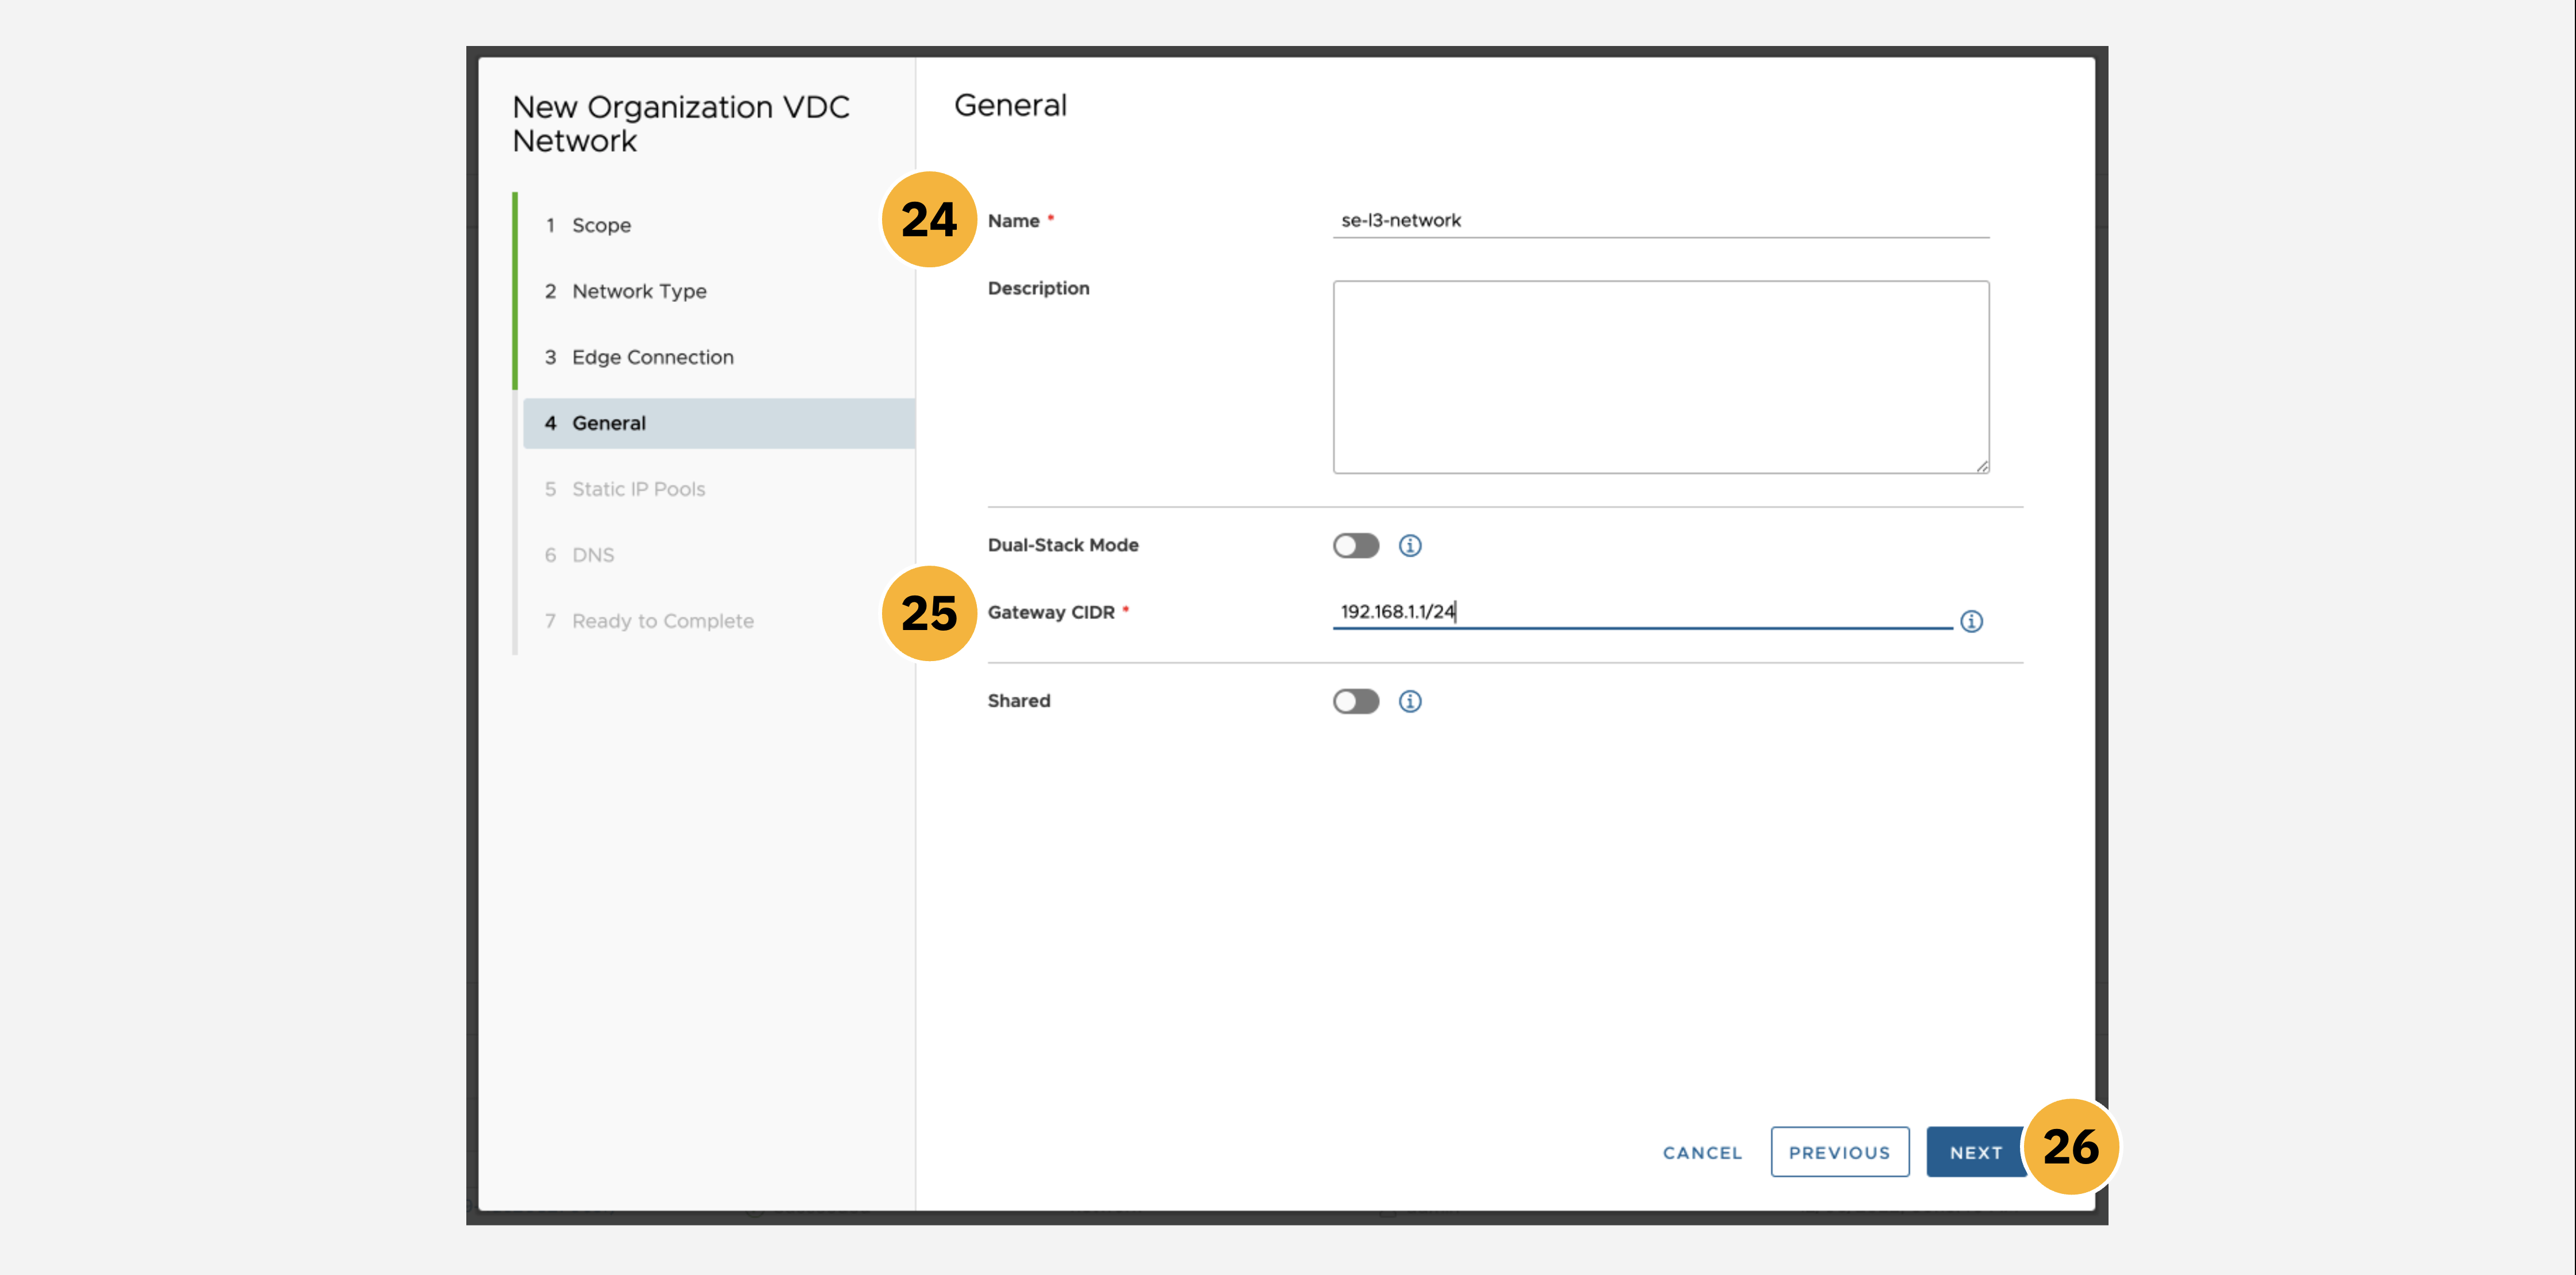 New Organization VDC
Network
1 Scope
2 Network Type
3 Edge Connection
4 General
5 Static IP Pools
6 DNS
7 Ready to Complete
General
24 Name * se-l3-network
Description
Dual-Stack Mode
25 Gateway CIDR * 192.168.1.1/24
Shared
CANCEL PREVIOUS NEXT 26